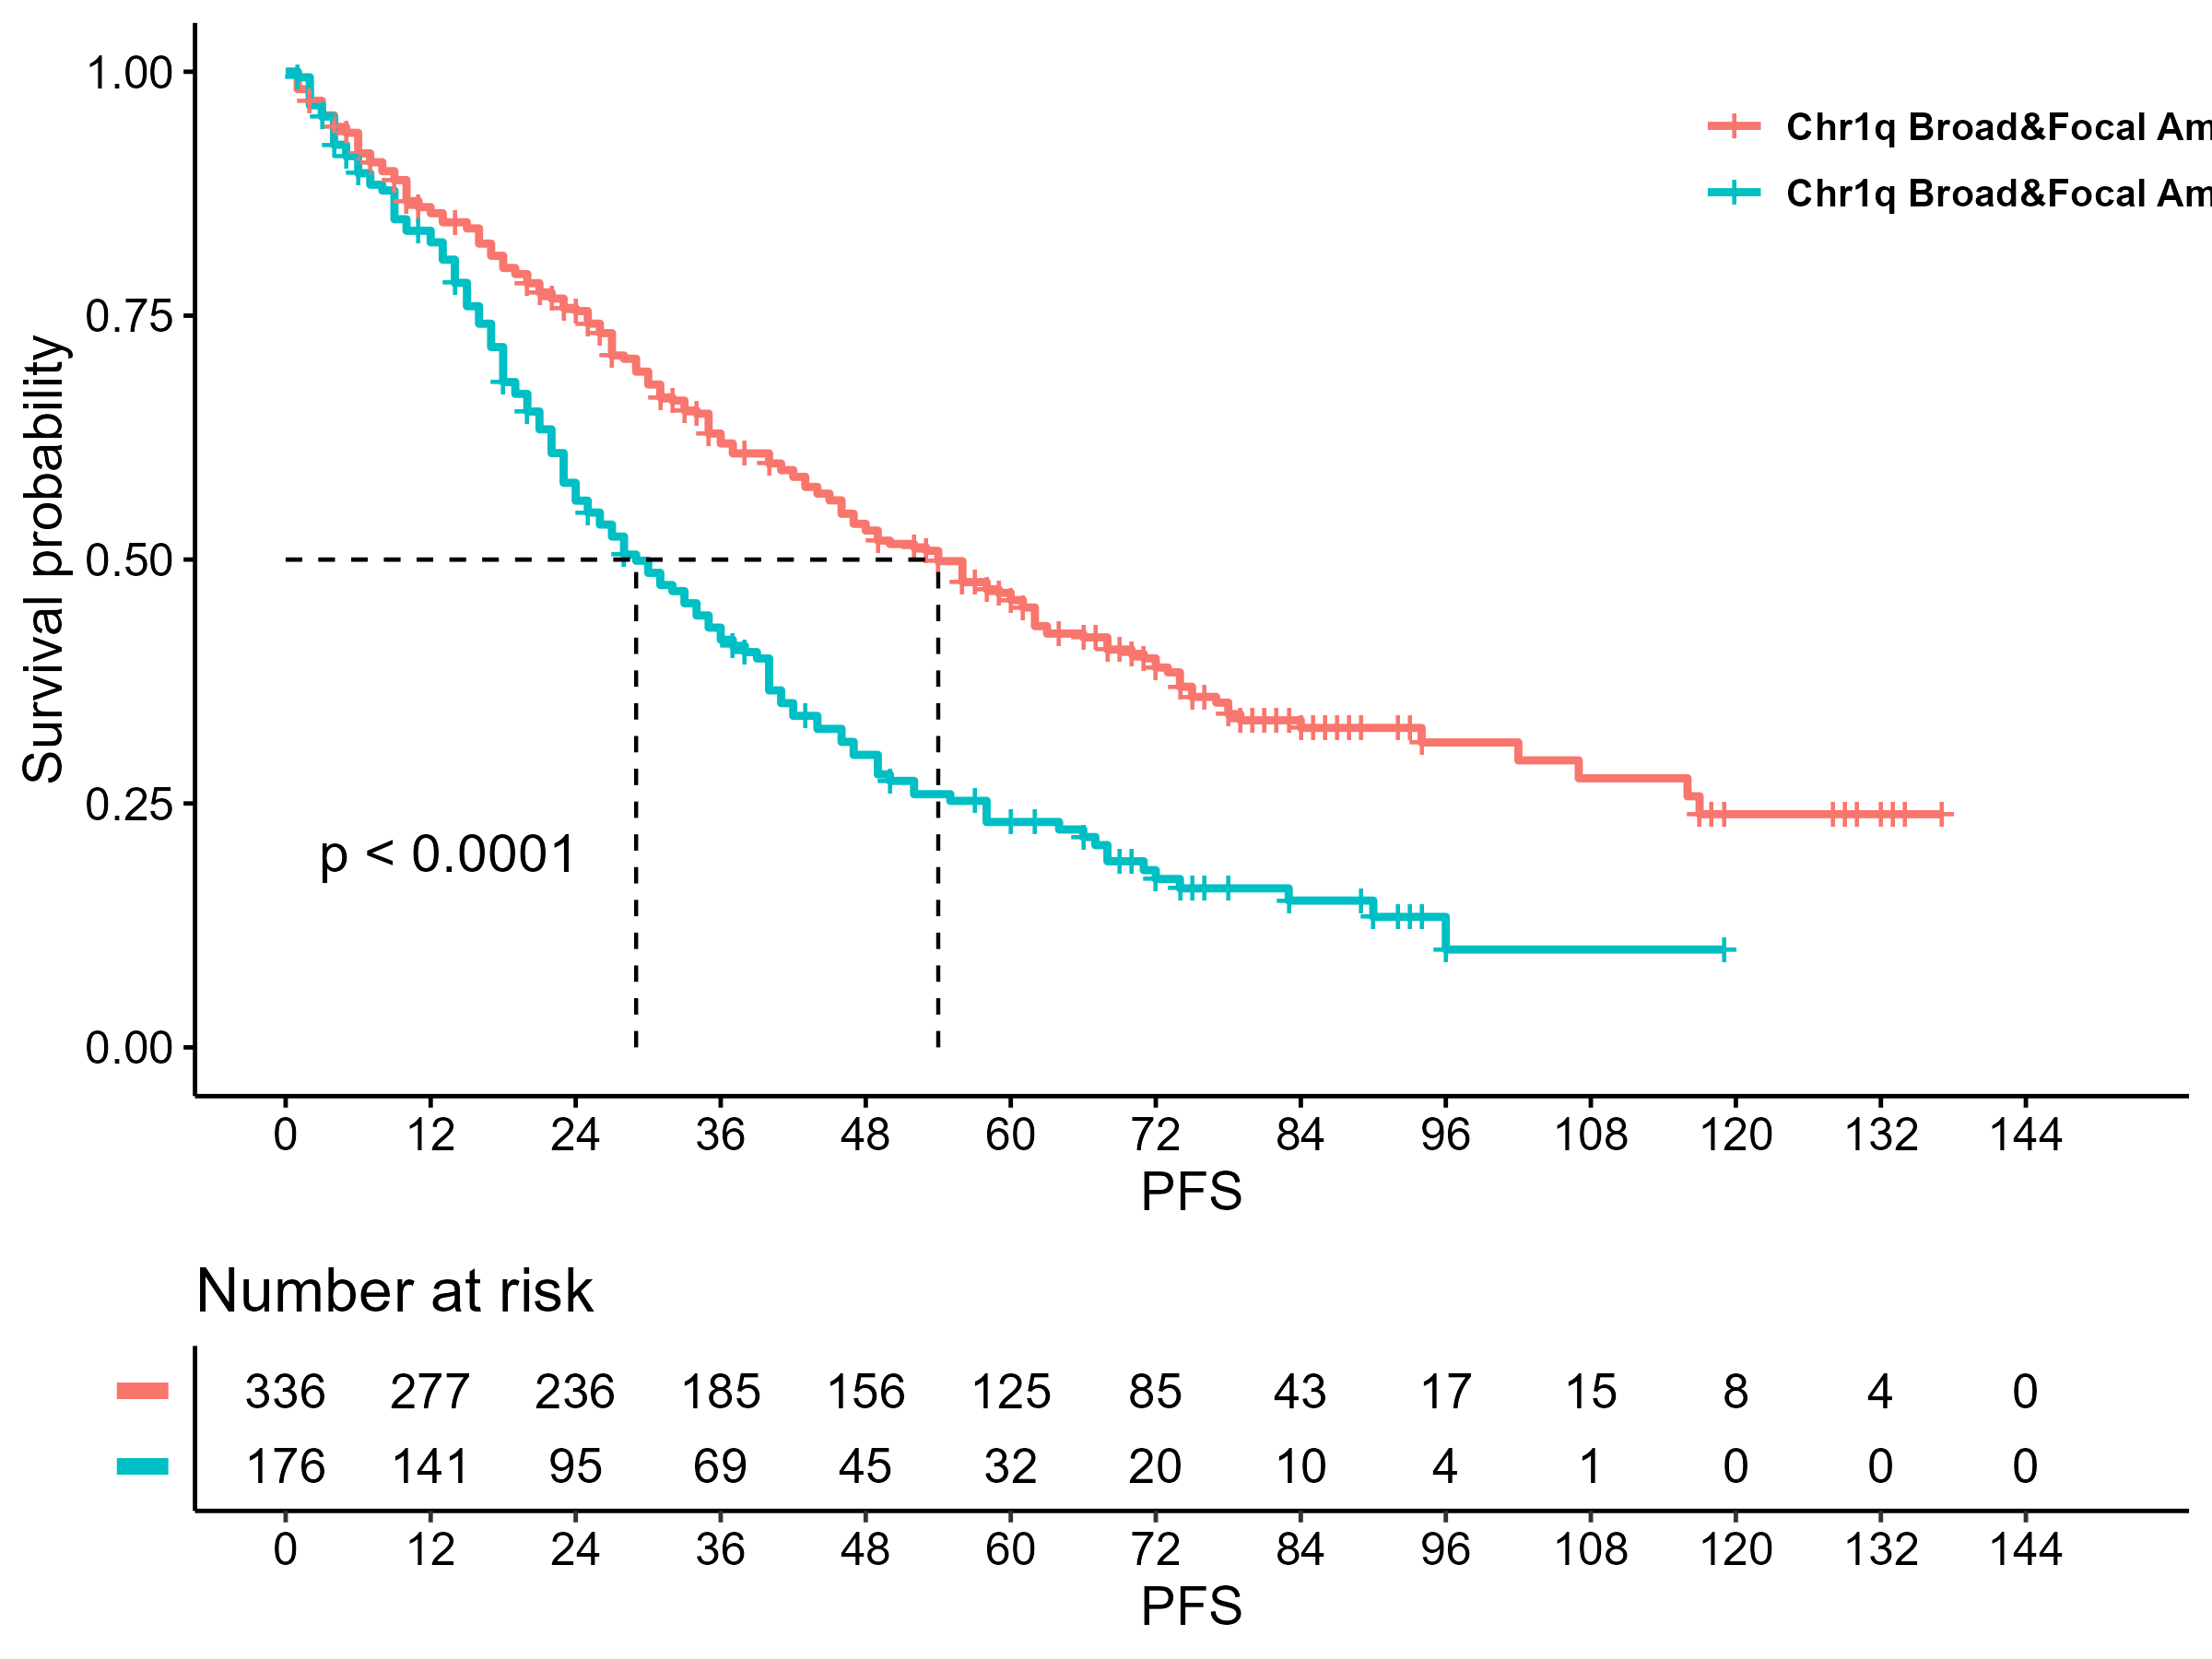 1.00
0.75
0.50
0.25
0.00
Survival probability
Chr1q Broad&Focal Am
Chr1q Broad&Focal Am
p < 0.0001
0 12 24 36 48 60 72 84 96 108 120 132 144
PFS
Number at risk
336 277 236 185 156 125 85 43 17 15 8 4 0
176 141 95 69 45 32 20 10 4 1 0 0 0
0 12 24 36 48 60 72 84 96 108 120 132 144
PFS